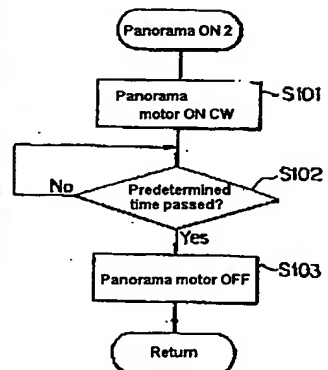 Panorama ON 2
Panorama
motor ON CW
S101
Predetermined
time passed?
S102
No
Yes
Panorama motor OFF
S103
Return